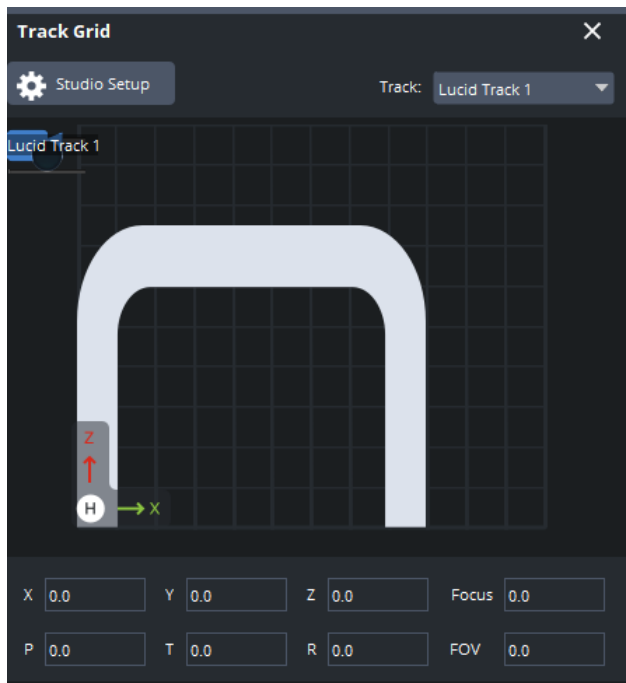 Track Grid
Studio Setup
Track:
Lucid Track 1
Lucid Track 1
Z
H
X
X 0.0 Y 0.0 Z 0.0 Focus 0.0
P 0.0 T 0.0 R 0.0 FOV 0.0